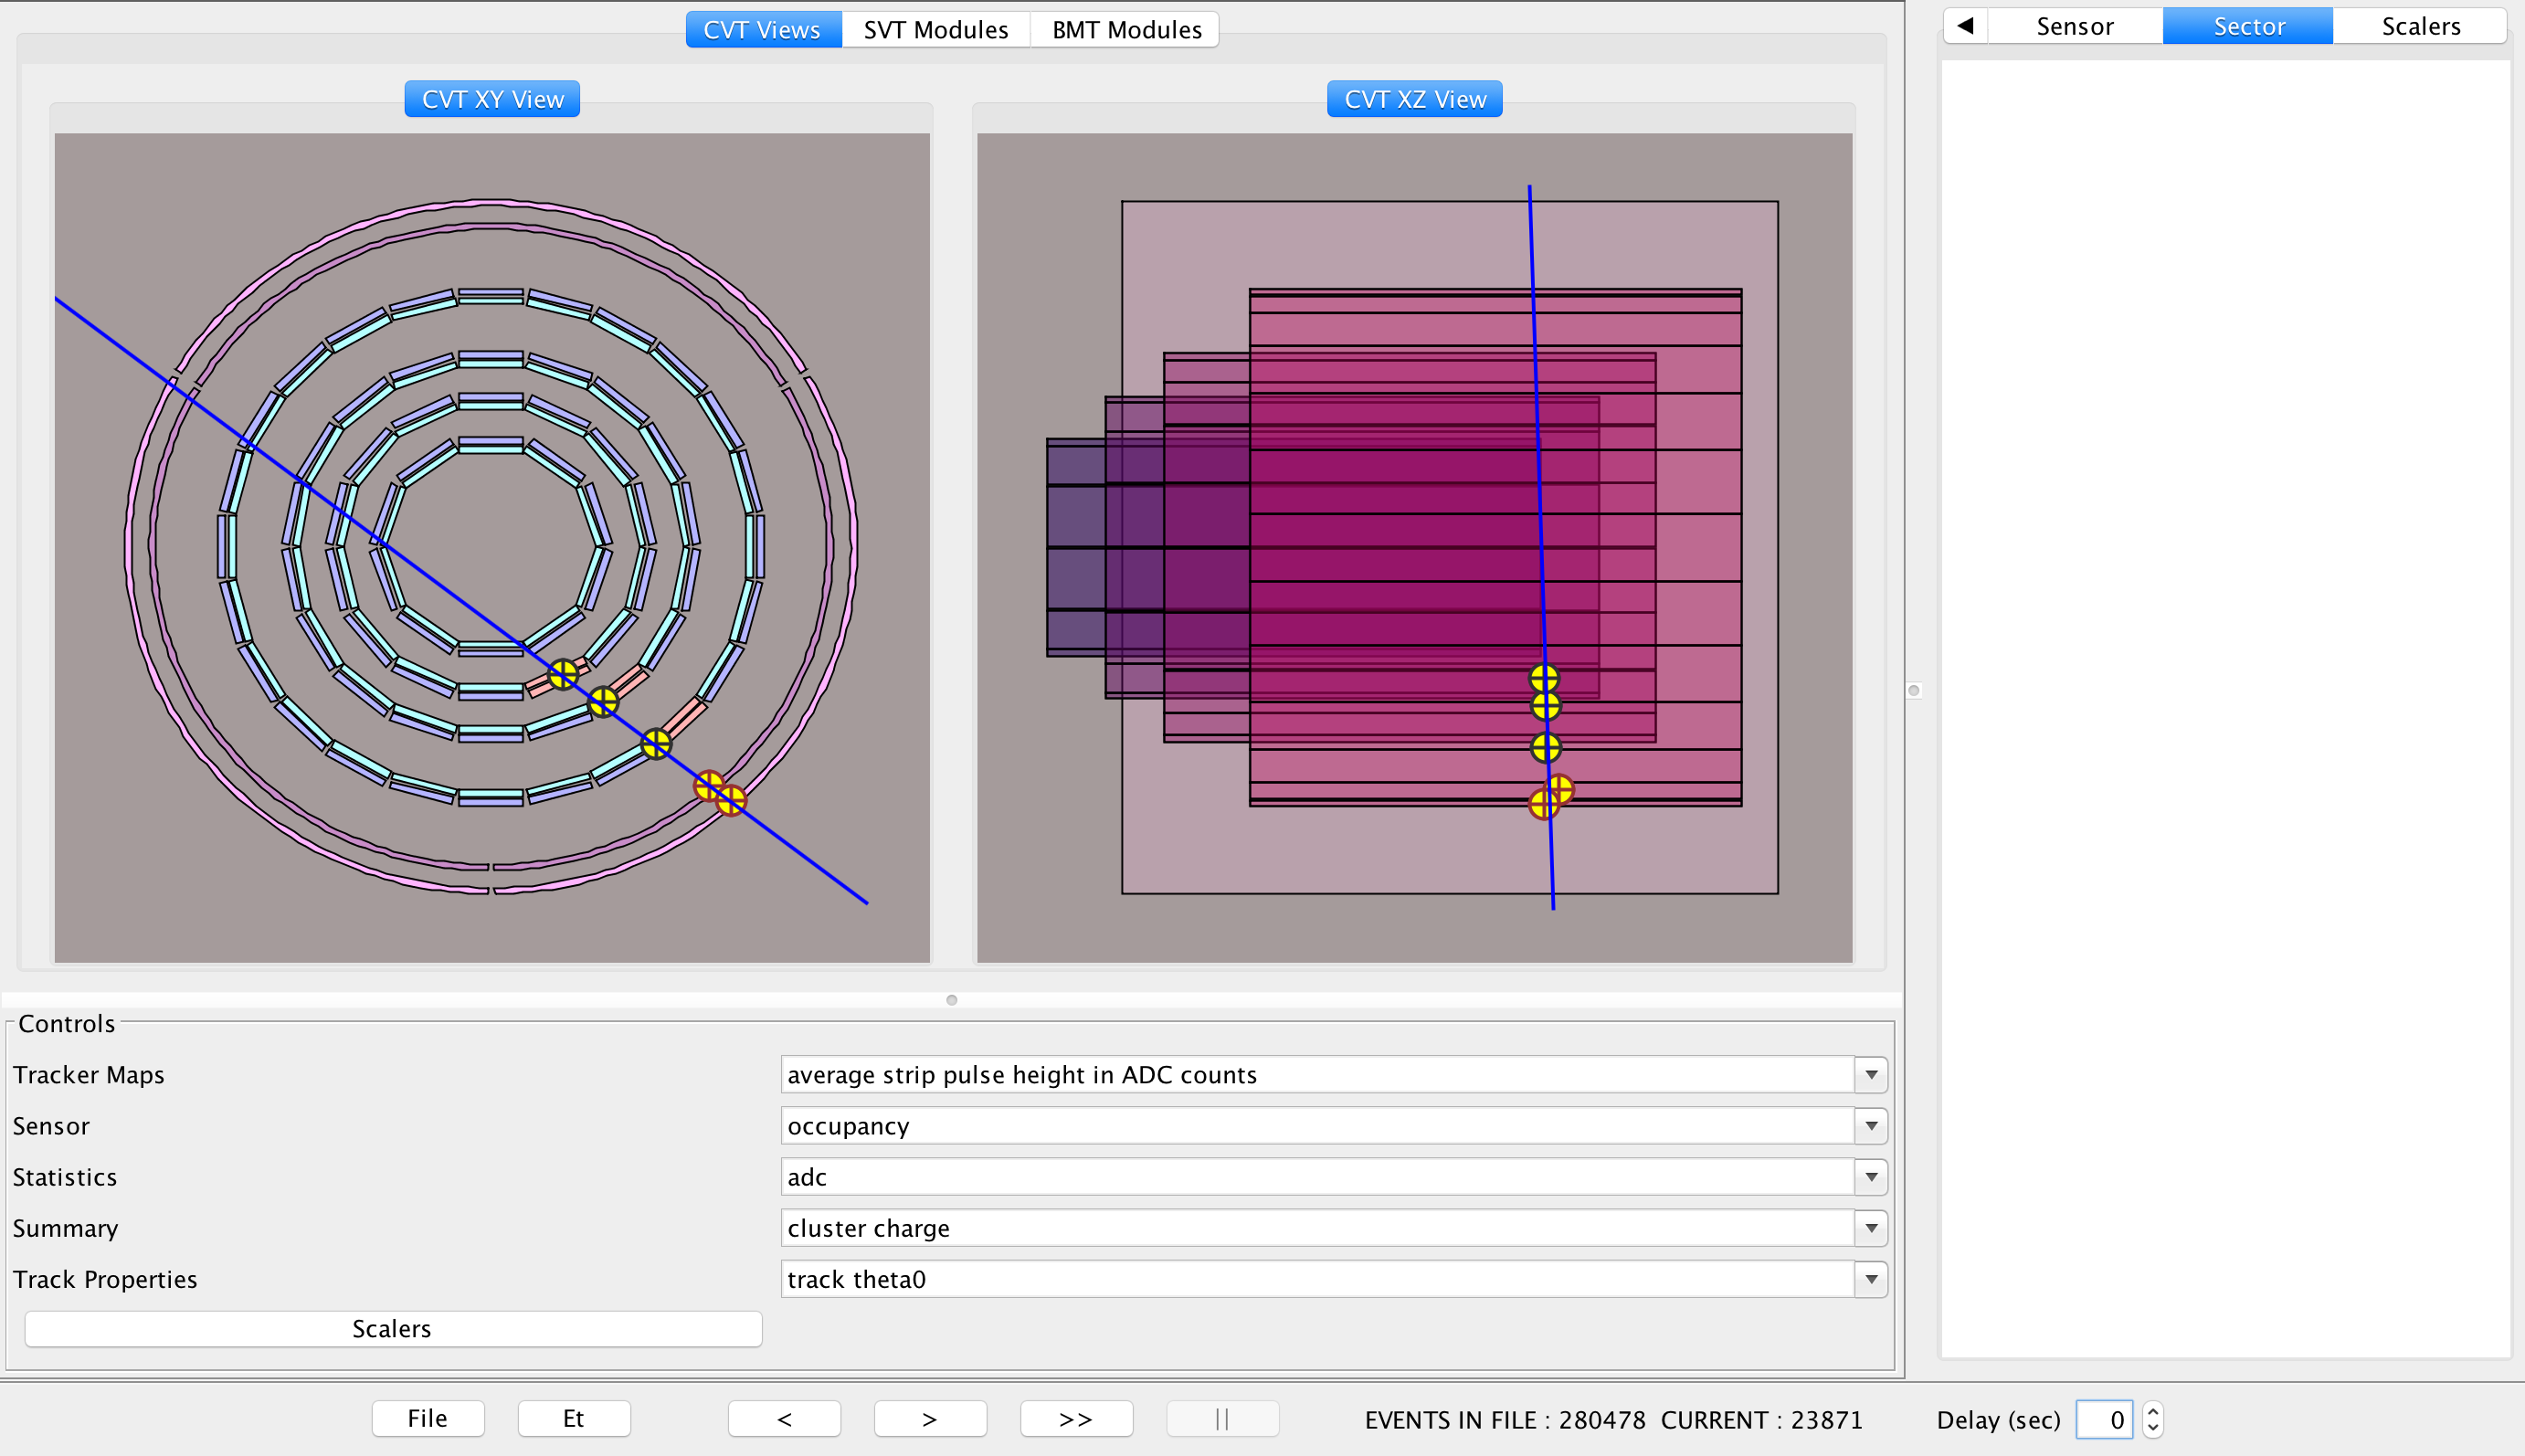 CVT Views SVT Modules BMT Modules
Sensor Sector Scalers
CVT XY View
CVT XZ View
Controls
Tracker Maps average strip pulse height in ADC counts
Sensor occupancy
Statistics adc
Summary cluster charge
Track Properties track theta0
Scalers
File Et < > >> || EVENTS IN FILE : 280478 CURRENT : 23871 Delay (sec) 0